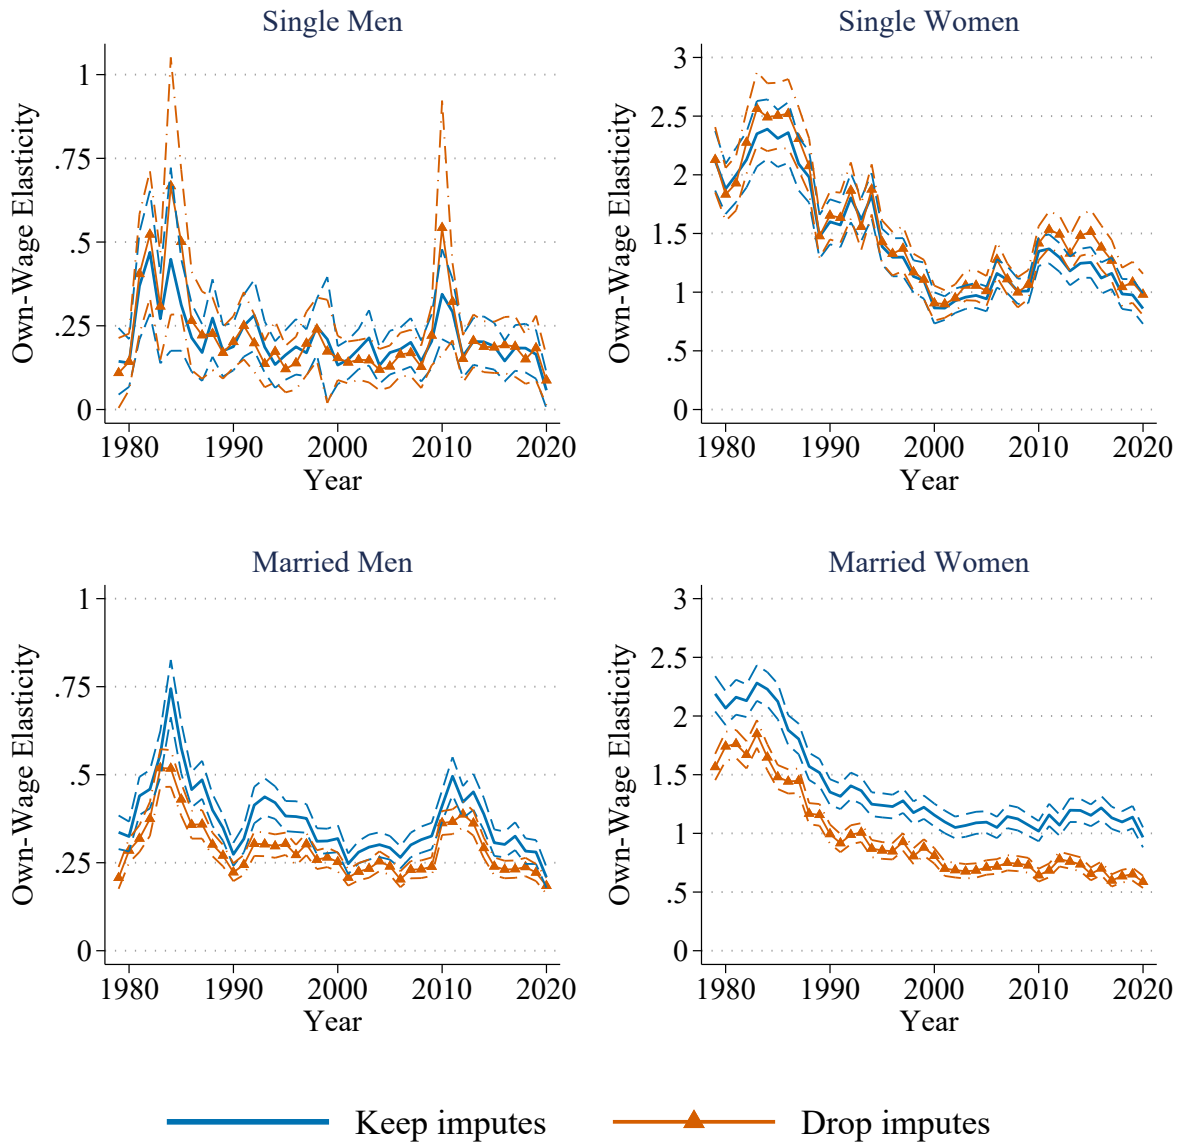 Single Men
Own-Wage Elasticity
1
.75
.5
.25
0
1980 1990 2000 2010 2020
Year
Single Women
Own-Wage Elasticity
3
2.5
2
1.5
1
.5
0
1980 1990 2000 2010 2020
Year
Married Men
Own-Wage Elasticity
1
.75
.5
.25
0
1980 1990 2000 2010 2020
Year
Married Women
Own-Wage Elasticity
3
2.5
2
1.5
1
.5
0
1980 1990 2000 2010 2020
Year
Keep imputes Drop imputes